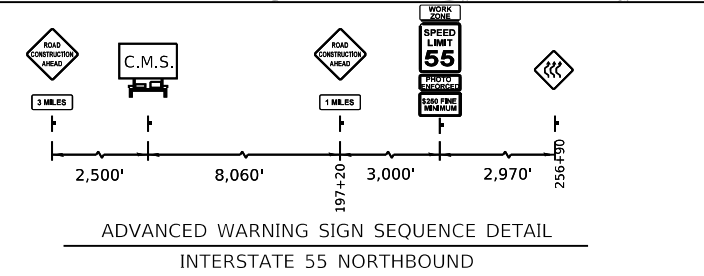 ROAD
CONSTRUCTION
AHEAD
3 MILES
C.M.S.
ROAD
CONSTRUCTION
AHEAD
1 MILES
WORK
ZONE
SPEED
LIMIT
55
PHOTO
ENFORCED
$250 FINE
MINIMUM
2,500'
8,060'
197+20
3,000'
2,970'
256+90
ADVANCED WARNING SIGN SEQUENCE DETAIL
INTERSTATE 55 NORTHBOUND